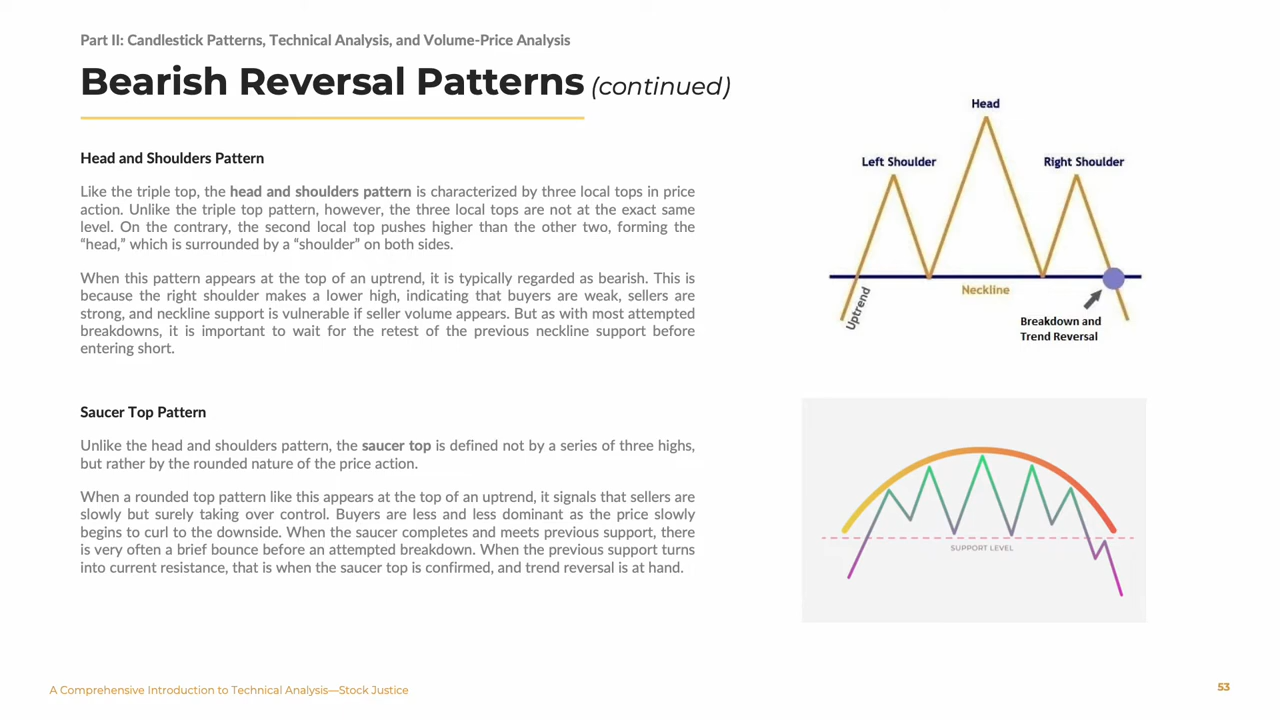 Part II: Candlestick Patterns, Technical Analysis, and Volume-Price Analysis
Bearish Reversal Patterns (continued)
Head and Shoulders Pattern
Like the triple top, the head and shoulders pattern is characterized by three local tops in price
action. Unlike the triple top pattern, however, the three local tops are not at the exact same
level. On the contrary, the second local top pushes higher than the other two, forming the
“head,” which is surrounded by a “shoulder” on both sides.
When this pattern appears at the top of an uptrend, it is typically regarded as bearish. This is
because the right shoulder makes a lower high, indicating that buyers are weak, sellers are
strong, and neckline support is vulnerable if seller volume appears. But as with most attempted
breakdowns, it is important to wait for the retest of the previous neckline support before
entering short.
Saucer Top Pattern
Unlike the head and shoulders pattern, the saucer top is defined not by a series of three highs,
but rather by the rounded nature of the price action.
When a rounded top pattern like this appears at the top of an uptrend, it signals that sellers are
slowly but surely taking over control. Buyers are less and less dominant as the price slowly
begins to curl to the downside. When the saucer completes and meets previous support, there
is very often a brief bounce before an attempted breakdown. When the previous support turns
into current resistance, that is when the saucer top is confirmed, and trend reversal is at hand.
Head
Left Shoulder
Right Shoulder
Neckline
Uptrend
Breakdown and
Trend Reversal
SUPPORT LEVEL
A Comprehensive Introduction to Technical Analysis—Stock Justice
53